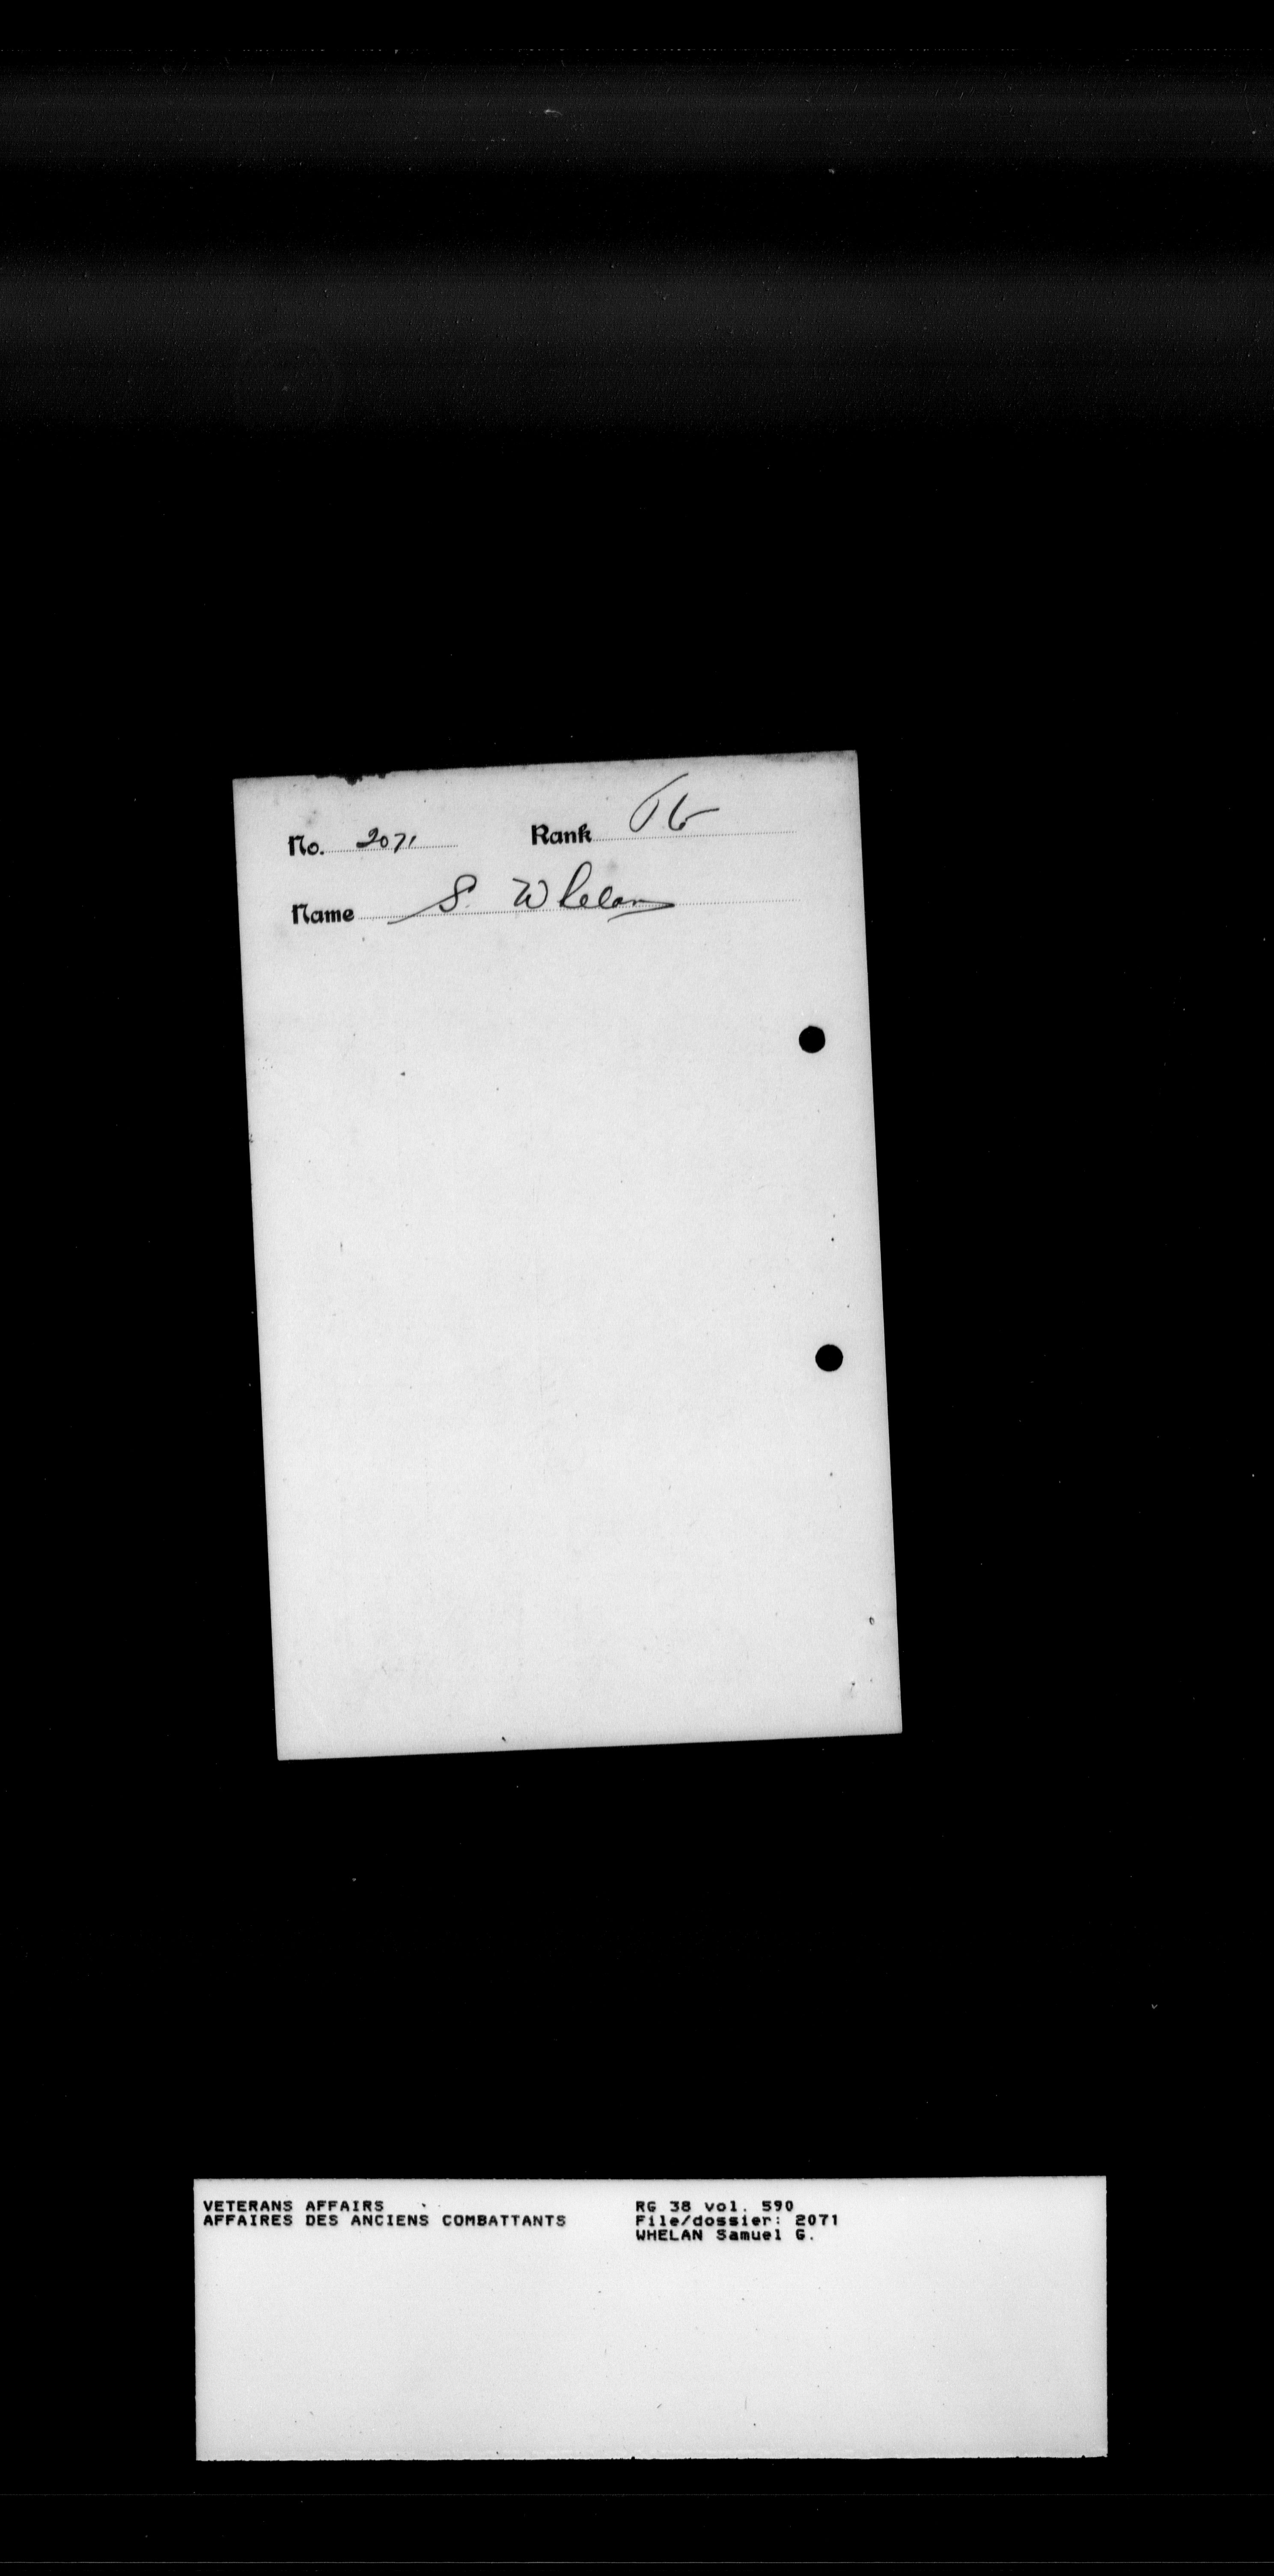 No. 2071 Rank Pte
Name S. Whelan
VETERANS AFFAIRS
AFFAIRES DES ANCIENS COMBATTANTS
RG 38 vol. 590
File/dossier: 2071
WHELAN Samuel G.